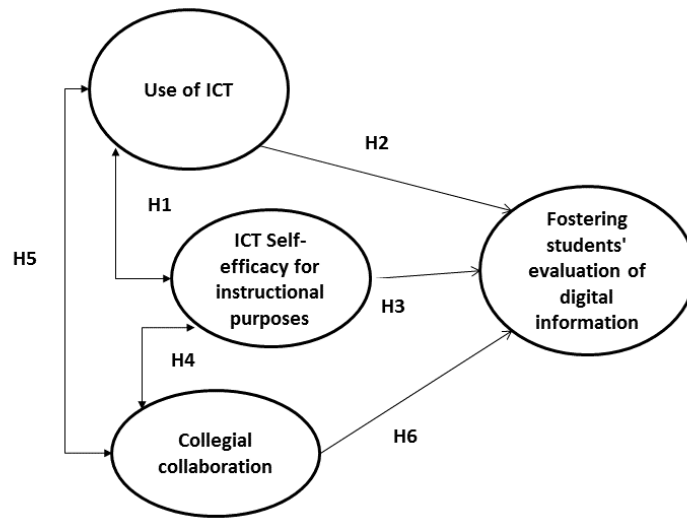 Use of ICT
H2
H1
Fostering
students'
evaluation of
digital
information
ICT Self-
efficacy for
instructional
purposes
H5
H3
H4
H6
Collegial
collaboration